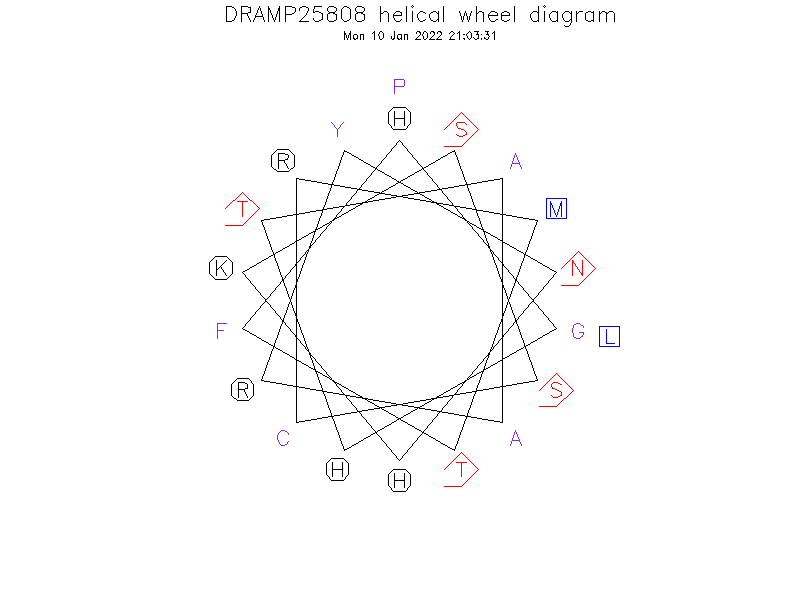 DRAMP25808 helical wheel diagram
Mon 10 Jan 2022 21:03:31
P
H
Y
S
R
A
T
M
K
N
F
G
L
R
S
C
A
H
T
H